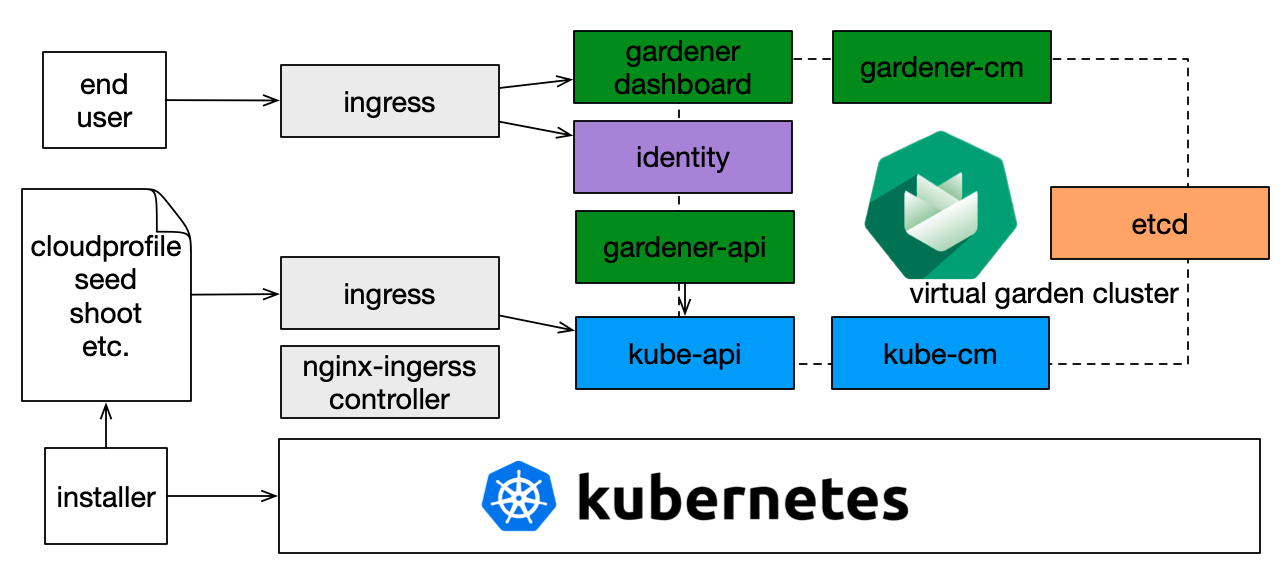 end
user
ingress
gardener
dashboard
gardener-cm
identity
cloudprofile
seed
shoot
etc.
ingress
gardener-api
etcd
virtual garden cluster
nginx-ingerss
controller
kube-api
kube-cm
installer
kubernetes